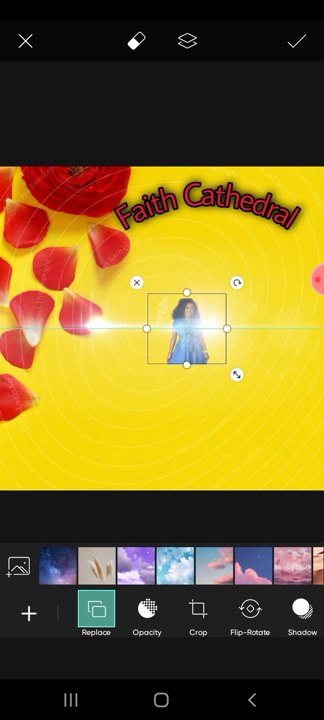 Faith Cathedral
Replace
Opacity
Crop
Flip-Rotate
Shadow